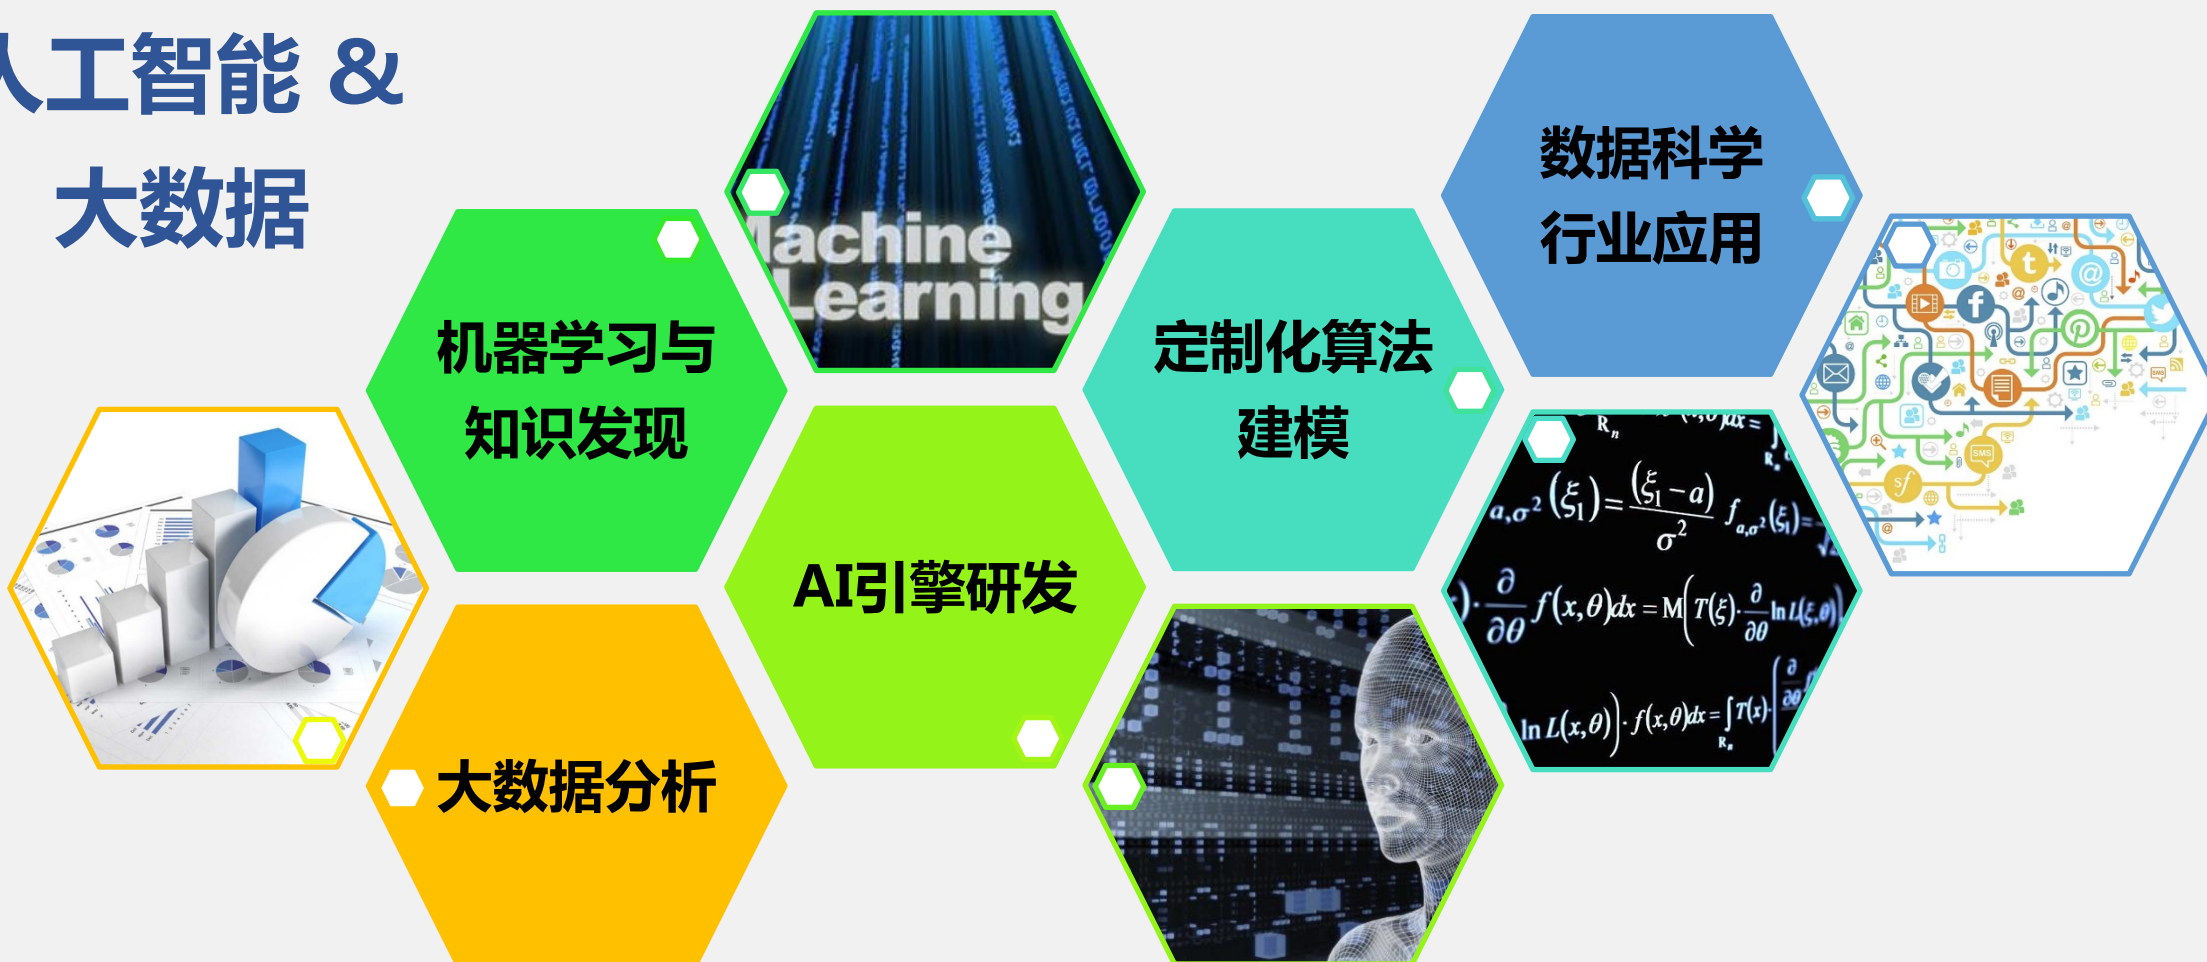 人工智能 &
大数据
机器学习与
知识发现
Machine
Learning
定制化算法
建模
数据科学
行业应用
AI引擎研发
大数据分析